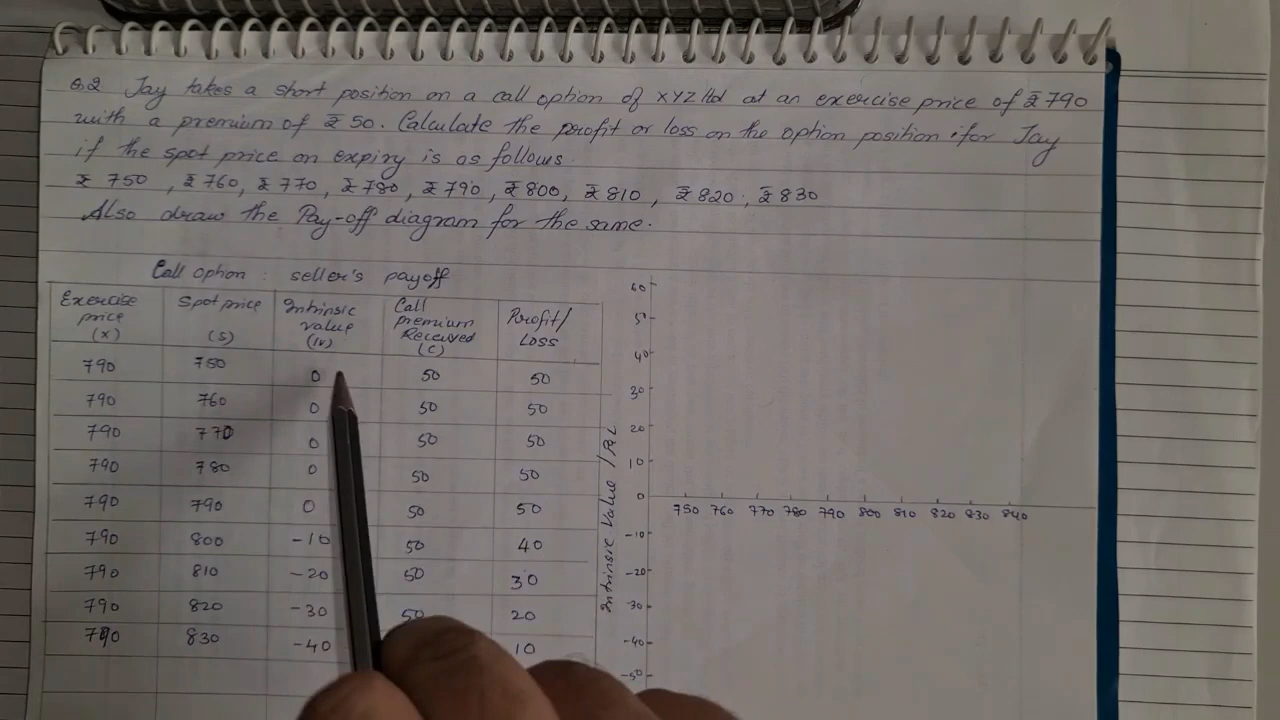 Q.2 Jay takes a short position on a call option of XYZ ltd at an exercise price of ₹ 790
with a premium of ₹ 50. Calculate the profit or loss on the option position for Jay
if the spot price on expiry is as follows.
₹ 750, ₹ 760, ₹ 770, ₹ 780, ₹ 790, ₹ 800, ₹ 810, ₹ 820, ₹ 830
Also draw the Pay-off diagram for the same.
Call option : seller's payoff
Exercise price (X) Spot price (S) Intrinsic value (IV) Call premium Received (C) Profit/ Loss
790 750 0 50 50
790 760 0 50 50
790 770 0 50 50
790 780 0 50 50
790 790 0 50 50
790 800 -10 50 40
790 810 -20 50 30
790 820 -30 50 20
790 830 -40 10
60
50
40
30
20
10
0
-10
-20
-30
-40
-50
Intrinsic Value / P&L
750 760 770 780 790 800 810 820 830 840